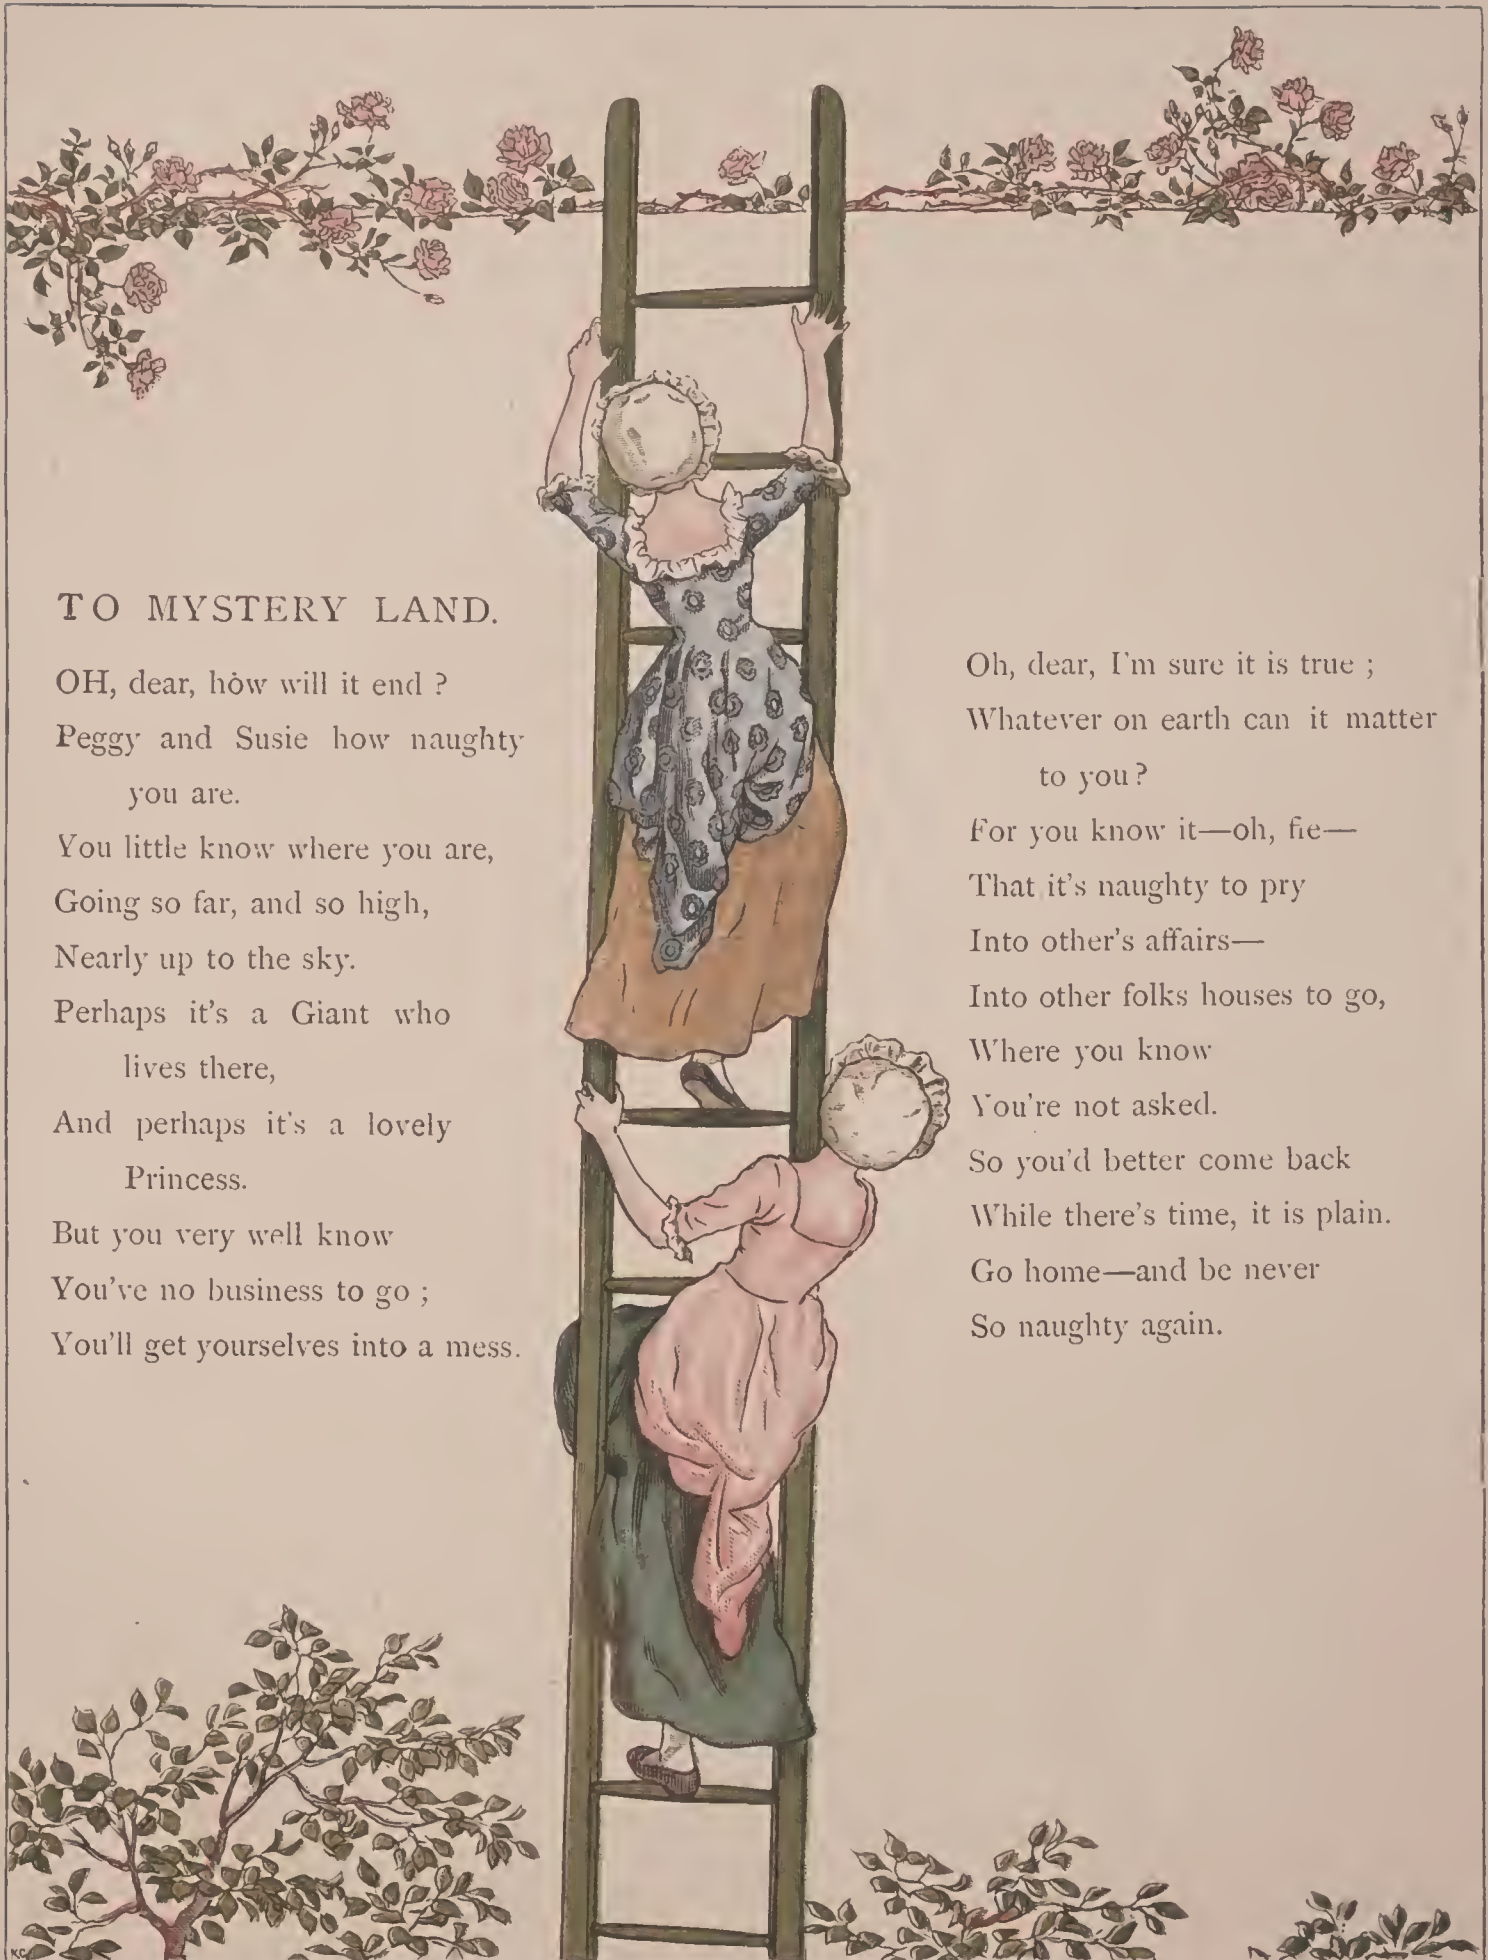 TO MYSTERY LAND.
OH, dear, how will it end ?
Peggy and Susie how naughty
you are.
You little know where you are,
Going so far, and so high,
Nearly up to the sky.
Perhaps it's a Giant who
lives there,
And perhaps it's a lovely
Princess.
But you very well know
You've no business to go ;
You'll get yourselves into a mess.
Oh, dear, I'm sure it is true ;
Whatever on earth can it matter
to you ?
For you know it—oh, fie—
That it's naughty to pry
Into other's affairs—
Into other folks houses to go,
Where you know
You're not asked.
So you'd better come back
While there's time, it is plain.
Go home—and be never
So naughty again.
KG